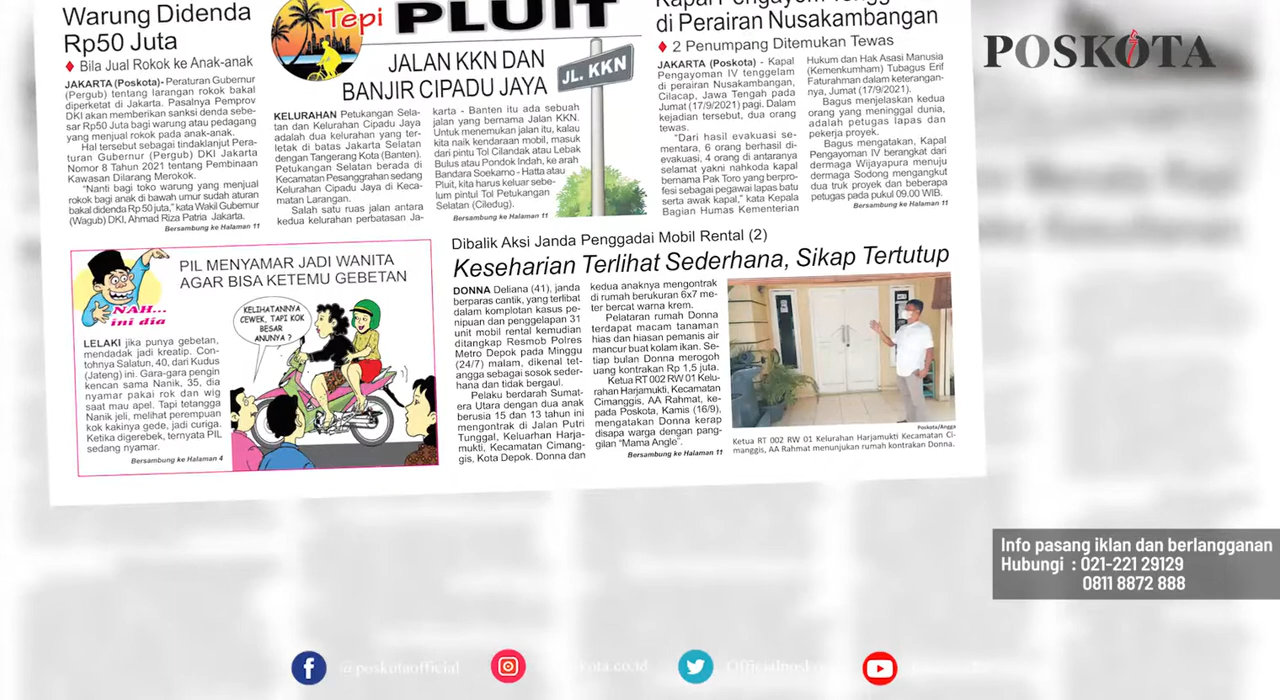 Warung Didenda
Rp50 Juta
Bila Jual Rokok ke Anak-anak
JAKARTA (Poskota)- Peraturan Gubernur
(Pergub) tentang larangan rokok bakal
diperketat di Jakarta. Pasalnya Pemprov
DKI akan memberikan sanksi denda sebe-
sar Rp50 Juta bagi warung atau pedagang
yang menjual rokok pada anak-anak.
Hal tersebut sebagai tindaklanjut Pera-
turan Gubernur (Pergub) DKI Jakarta
Nomor 8 Tahun 2021 tentang Pembinaan
Kawasan Dilarang Merokok.
"Nanti bagi toko warung yang menjual
rokok bagi anak di bawah umur sudah aturan
bakal didenda Rp 50 juta," kata Wakil Gubernur
(Wagub) DKI, Ahmad Riza Patria Jakarta.
Bersambung ke Halaman 11
Tepi
PLUIT
JALAN KKN DAN
BANJIR CIPADU JAYA
JL. KKN
KELURAHAN Petukangan Sela-
tan dan Kelurahan Cipadu Jaya
adalah dua kelurahan yang ter-
letak di batas Jakarta Selatan
dengan Tangerang Kota (Banten).
Petukangan Selatan berada di
Kecamatan Pesanggrahan sedang
Kelurahan Cipadu Jaya di Keca-
matan Larangan.
Salah satu ruas jalan antara
kedua kelurahan perbatasan Ja-
karta - Banten itu ada sebuah
jalan yang bernama Jalan KKN.
Untuk menemukan jalan itu, kalau
kita naik kendaraan mobil, masuk
dari pintu Tol Cilandak atau Lebak
Bulus atau Pondok Indah, ke arah
Bandara Soekarno - Hatta atau
Pluit, kita harus keluar sebe-
lum pintul Tol Petukangan
Selatan (Ciledug).
Bersambung ke Halaman 11
di Perairan Nusakambangan
2 Penumpang Ditemukan Tewas
JAKARTA (Poskota) - Kapal
Pengayoman IV tenggelam
di perairan Nusakambangan,
Cilacap, Jawa Tengah pada
Jumat (17/9/2021) pagi. Dalam
kejadian tersebut, dua orang
tewas.
"Dari hasil evakuasi se-
mentara, 6 orang berhasil di-
evakuasi, 4 orang di antaranya
selamat yakni nahkoda kapal
bernama Pak Toro yang berpro-
fesi sebagai pegawai lapas batu
serta awak kapal," kata Kepala
Bagian Humas Kementerian
Hukum dan Hak Asasi Manusia
(Kemenkumham) Tubagus Erif
Faturahman dalam keterangan-
nya, Jumat (17/9/2021).
Bagus menjelaskan kedua
orang yang meninggal dunia,
adalah petugas lapas dan
pekerja proyek.
Bagus mengatakan, Kapal
Pengayoman IV berangkat dari
dermaga Wijayapura menuju
dermaga Sodong mengangkut
dua truk proyek dan beberapa
petugas pada pukul 09.00 WIB.
Bersambung ke Halaman 11
POSKOTA
NAH...
ini dia
PIL MENYAMAR JADI WANITA
AGAR BISA KETEMU GEBETAN
KELIHATANNYA
CEWEK, TAPI KOK
BESAR
ANUNYA ?
LELAKI jika punya gebetan,
mendadak jadi kreatip. Con-
tohnya Salatun, 40, dari Kudus
(Jateng) ini. Gara-gara pengin
kencan sama Nanik, 35, dia
nyamar pakai rok dan wig
saat mau apel. Tapi tetangga
Nanik jeli, melihat perempuan
kok kakinya gede, jadi curiga.
Ketika digerebek, ternyata PIL
sedang nyamar.
Bersambung ke Halaman 4
Dibalik Aksi Janda Penggadai Mobil Rental (2)
Keseharian Terlihat Sederhana, Sikap Tertutup
DONNA Deliana (41), janda
berparas cantik, yang terlibat
dalam komplotan kasus pe-
nipuan dan penggelapan 31
unit mobil rental kemudian
ditangkap Resmob Polres
Metro Depok pada Minggu
(24/7) malam, dikenal tet-
angga sebagai sosok seder-
hana dan tidak bergaul.
Pelaku berdarah Sumat-
era Utara dengan dua anak
berusia 15 dan 13 tahun ini
mengontrak di Jalan Putri
Tunggal, Keluarhan Harja-
mukti, Kecamatan Cimang-
gis, Kota Depok. Donna dan
kedua anaknya mengontrak
di rumah berukuran 6x7 me-
ter bercat warna krem.
Pelataran rumah Donna
terdapat macam tanaman
hias dan hiasan pemanis air
mancur buat kolam ikan. Se-
tiap bulan Donna merogoh
uang kontrakan Rp 1,5 juta.
Ketua RT 002 RW 01 Kelu-
rahan Harjamukti, Kecamatan
Cimanggis, AA Rahmat, ke-
pada Poskota, Kamis (16/9),
mengatakan Donna kerap
disapa warga dengan pang-
gilan "Mama Angle".
Bersambung ke Halaman 11
Poskota/Angga
Ketua RT 002 RW 01 Kelurahan Harjamukti Kecamatan Ci-
manggis, AA Rahmat menunjukan rumah kontrakan Donna.
Info pasang iklan dan berlangganan
Hubungi : 021-221 29129
0811 8872 888
@poskotaofficial
kota.co.id
Officialposk